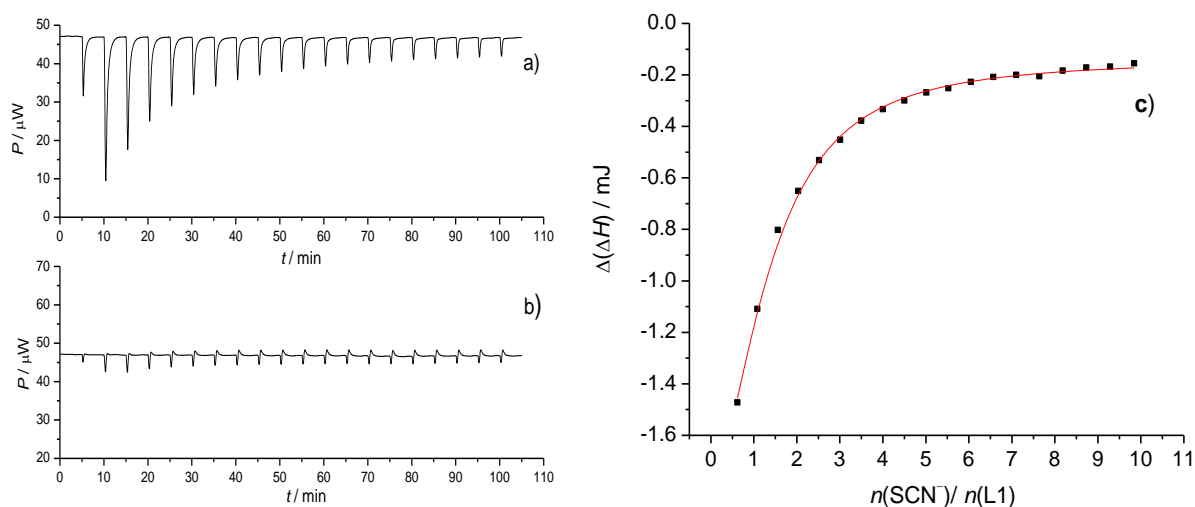 50
40
30
20
10
0
P / μW
a)
0 10 20 30 40 50 60 70 80 90 100 110
t / min
70
60
50
40
30
20
P / μW
b)
0 10 20 30 40 50 60 70 80 90 100 110
t / min
0.0
-0.2
-0.4
-0.6
-0.8
-1.0
-1.2
-1.4
-1.6
Δ(ΔH) / mJ
c)
0 1 2 3 4 5 6 7 8 9 10 11
n(SCN⁻)/ n(L1)